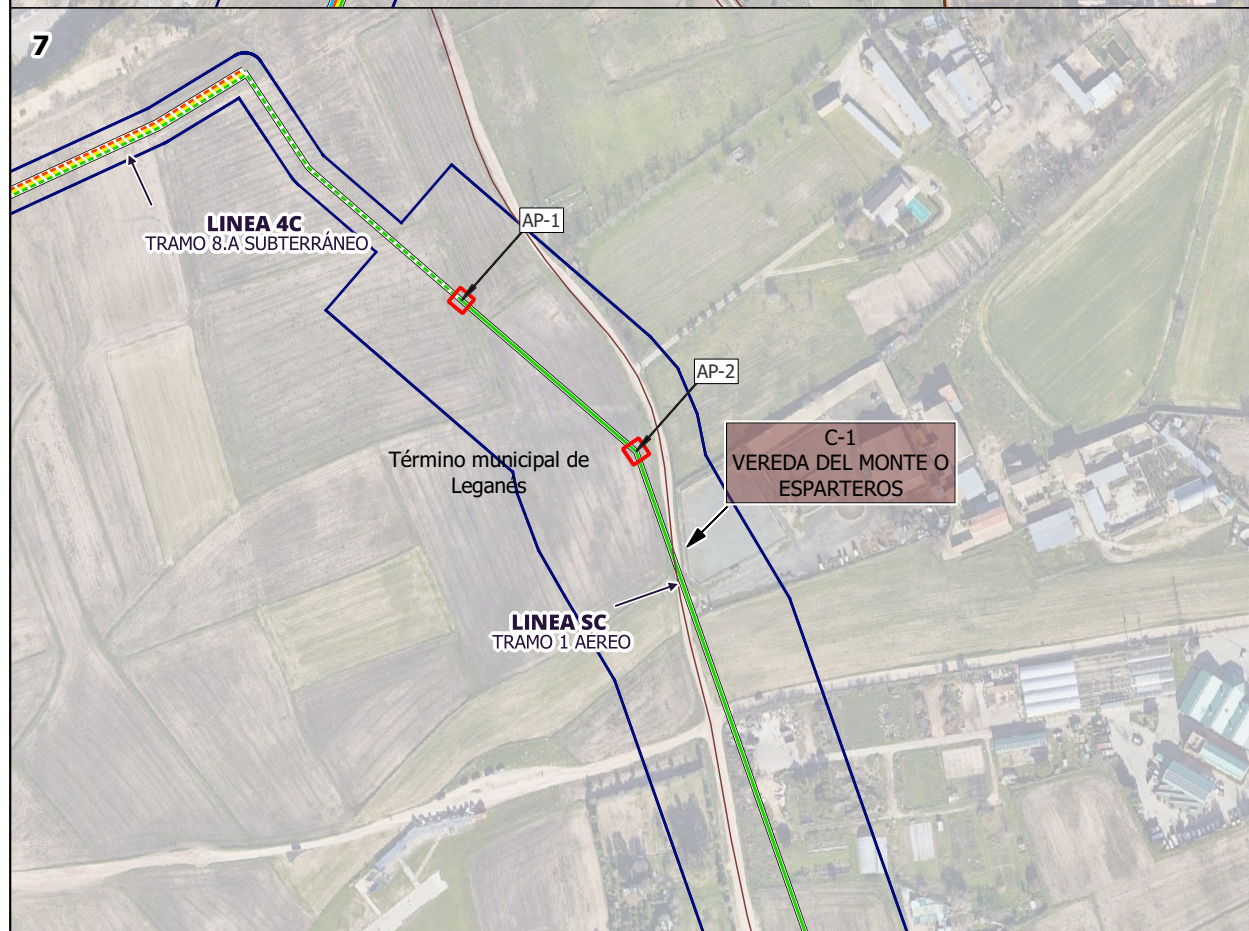 7
LINEA 4C
TRAMO 8.A SUBTERRÁNEO
AP-1
AP-2
C-1
VEREDA DEL MONTE O
ESPARTEROS
Término municipal de
Leganés
LINEA SC
TRAMO 1 AÉREO